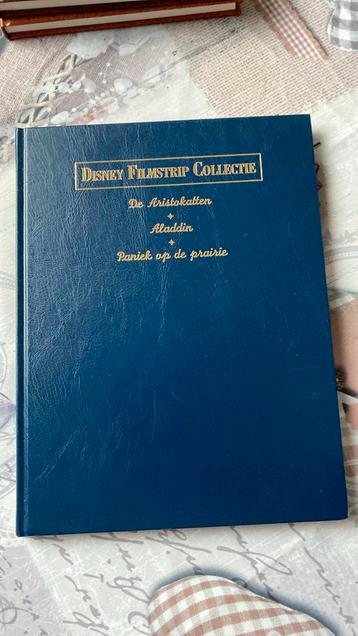 DISNEY FILMSTRIP COLLECTIE
De Aristokatten
Aladdin
Paniek op de prairie